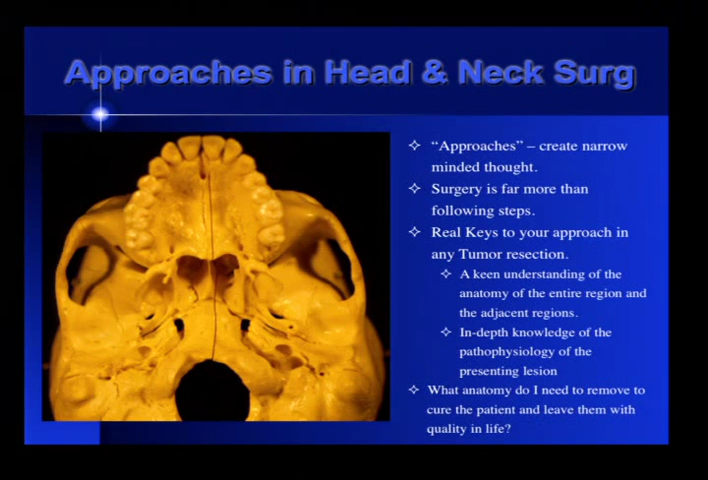 Approaches in Head & Neck Surg
“Approaches” – create narrow
minded thought.
Surgery is far more than
following steps.
Real Keys to your approach in
any Tumor resection.
A keen understanding of the
anatomy of the entire region and
the adjacent regions.
In-depth knowledge of the
pathophysiology of the
presenting lesion
What anatomy do I need to remove to
cure the patient and leave them with
quality in life?